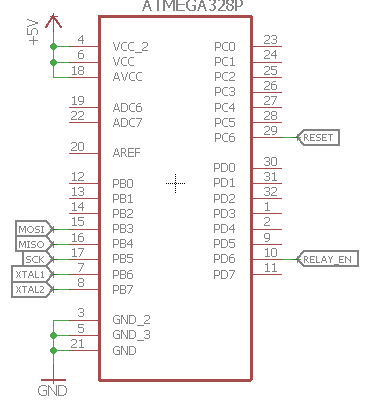 ATMEGA328P
+5V
4 VCC_2 PC0 23
6 VCC PC1 24
18 AVCC PC2 25
PC3 26
19 ADC6 PC4 27
22 ADC7 PC5 28
PC6 29 RESET
20 AREF
PD0 30
12 PB0 PD1 31
13 PB1 PD2 32
14 PB2 PD3 1
MOSI 15 PB3 PD4 2
MISO 16 PB4 PD5 9
SCK 17 PB5 PD6 10 RELAY_EN
XTAL1 7 PB6 PD7 11
XTAL2 8 PB7
3 GND_2
5 GND_3
21 GND
GND